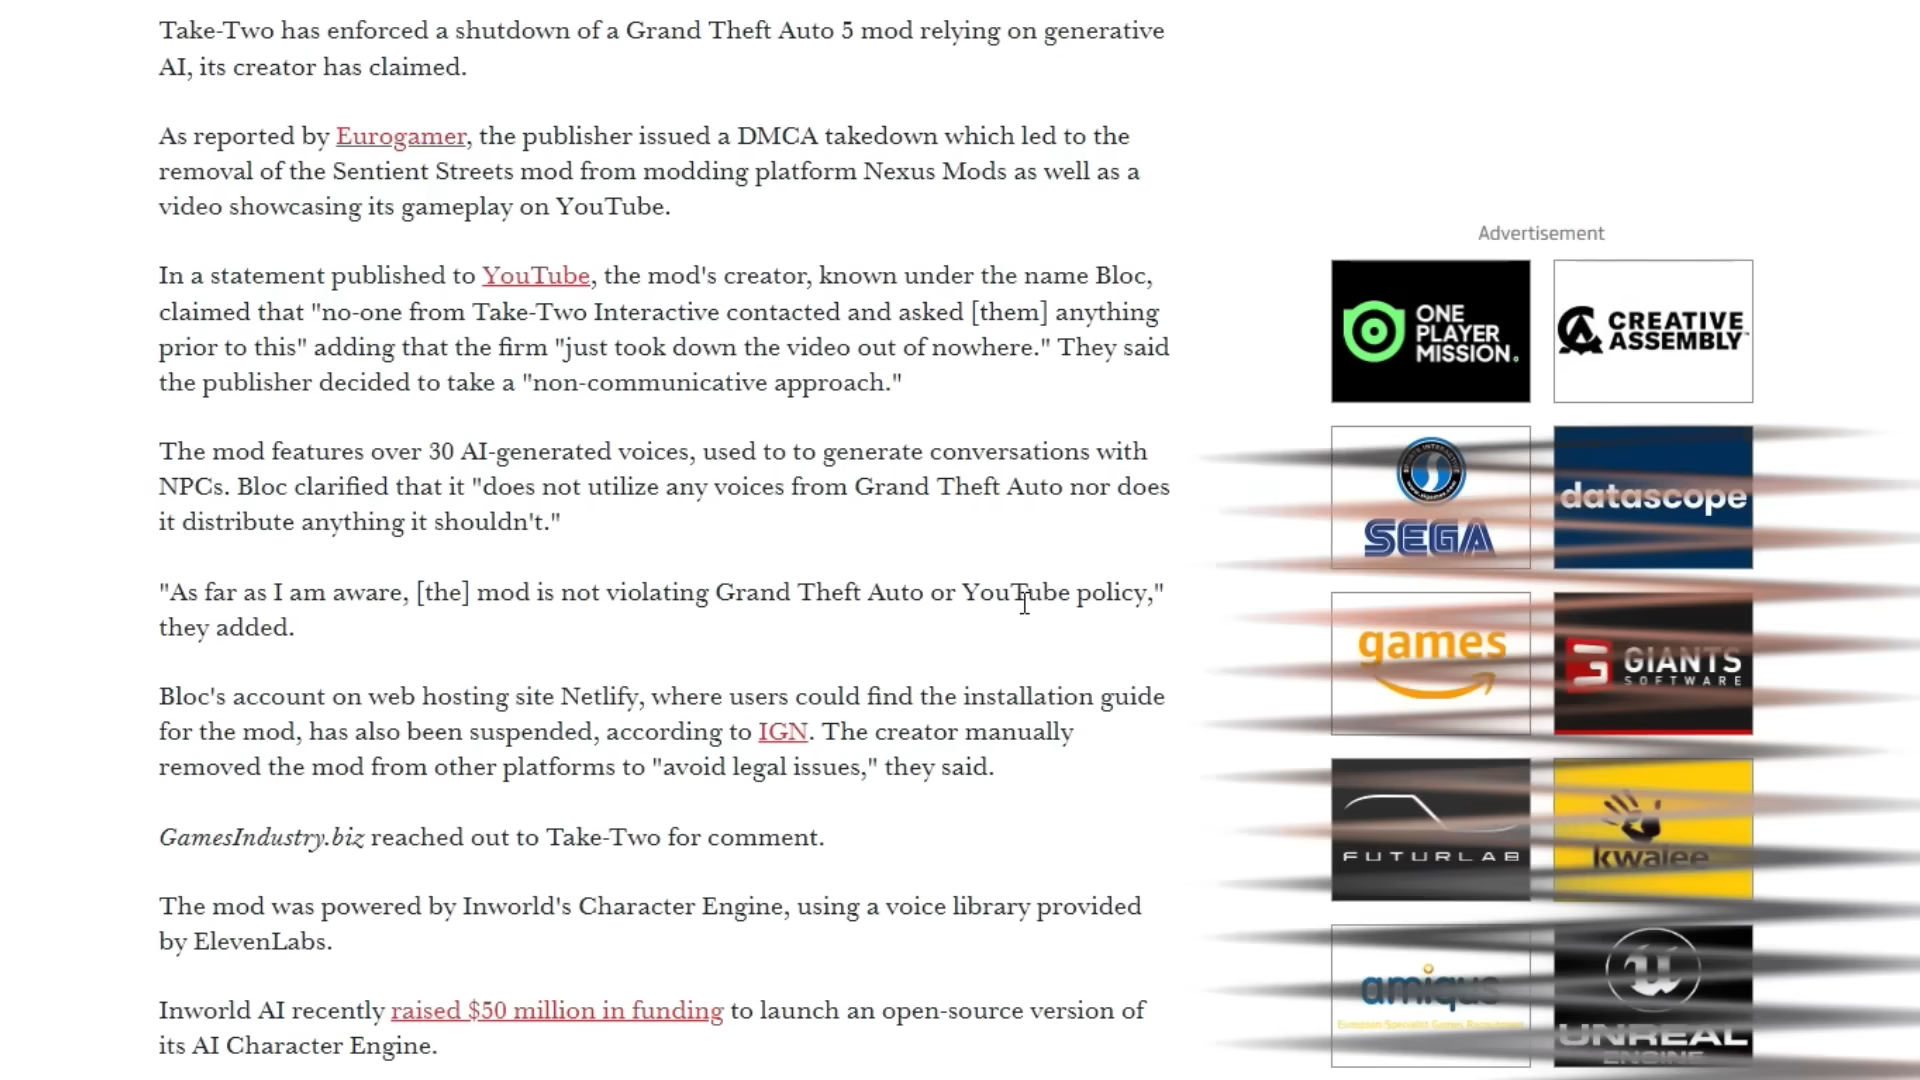 Take-Two has enforced a shutdown of a Grand Theft Auto 5 mod relying on generative
AI, its creator has claimed.
As reported by Eurogamer, the publisher issued a DMCA takedown which led to the
removal of the Sentient Streets mod from modding platform Nexus Mods as well as a
video showcasing its gameplay on YouTube.
In a statement published to YouTube, the mod's creator, known under the name Bloc,
claimed that "no-one from Take-Two Interactive contacted and asked [them] anything
prior to this" adding that the firm "just took down the video out of nowhere." They said
the publisher decided to take a "non-communicative approach."
The mod features over 30 AI-generated voices, used to to generate conversations with
NPCs. Bloc clarified that it "does not utilize any voices from Grand Theft Auto nor does
it distribute anything it shouldn't."
"As far as I am aware, [the] mod is not violating Grand Theft Auto or YouTube policy,"
they added.
Bloc's account on web hosting site Netlify, where users could find the installation guide
for the mod, has also been suspended, according to IGN. The creator manually
removed the mod from other platforms to "avoid legal issues," they said.
GamesIndustry.biz reached out to Take-Two for comment.
The mod was powered by Inworld's Character Engine, using a voice library provided
by ElevenLabs.
Inworld AI recently raised $50 million in funding to launch an open-source version of
its AI Character Engine.
Advertisement
ONE
PLAYER
MISSION.
CREATIVE
ASSEMBLY™
SEGA
datascope
games
GIANTS
SOFTWARE
FUTURLAB
kwalee
amiqus
European Specialist Games Recruitment
UNREAL
ENGINE